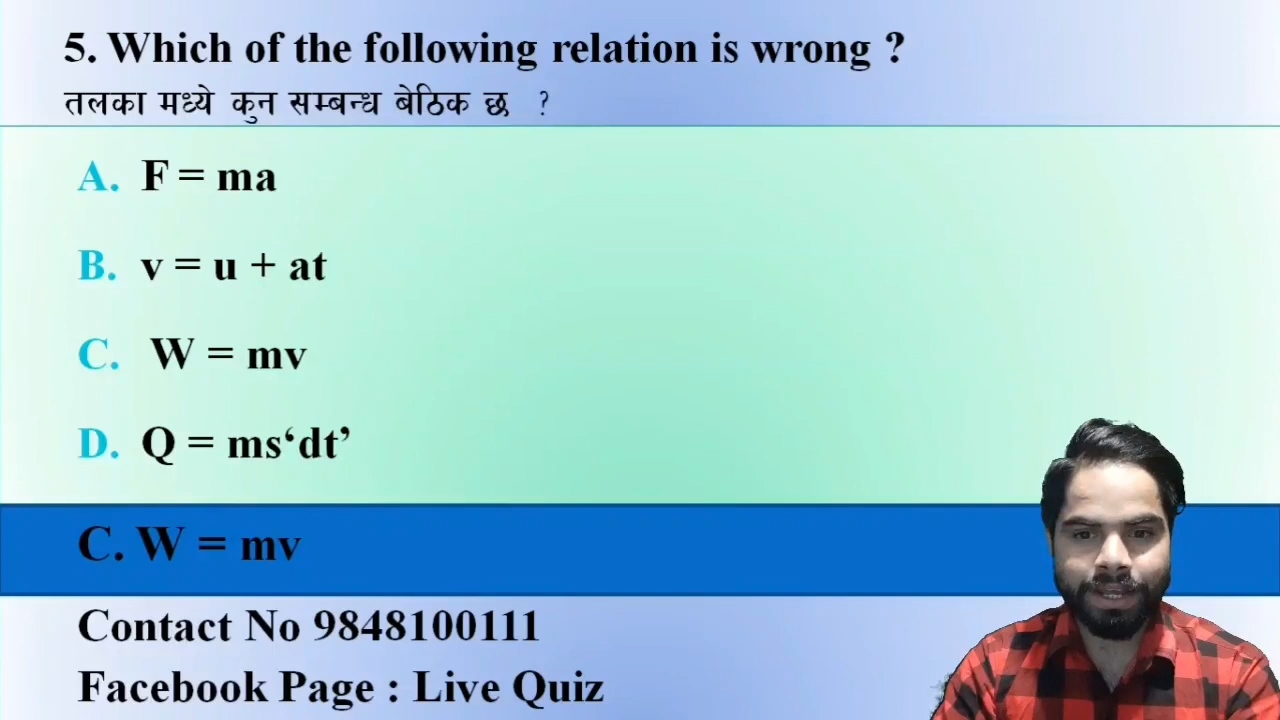 5. Which of the following relation is wrong ?
तलका मध्ये कुन सम्बन्ध बेठिक छ ?
A. F = ma
B. v = u + at
C. W = mv
D. Q = ms‘dt’
C. W = mv
Contact No 9848100111
Facebook Page : Live Quiz